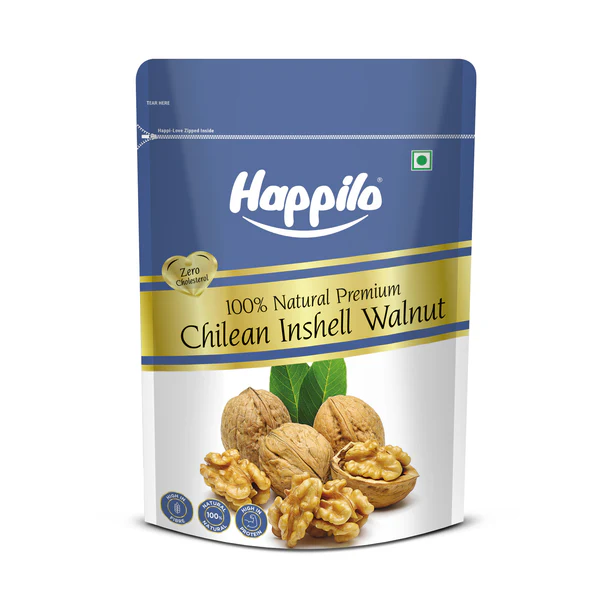 TEAR HERE
Happi-Love Zipped Inside
Happilo®
Zero
Cholesterol
100% Natural Premium
Chilean Inshell Walnut
HIGH IN
FIBRE
NATURAL
100%
NATURAL
HIGH IN
PROTEIN